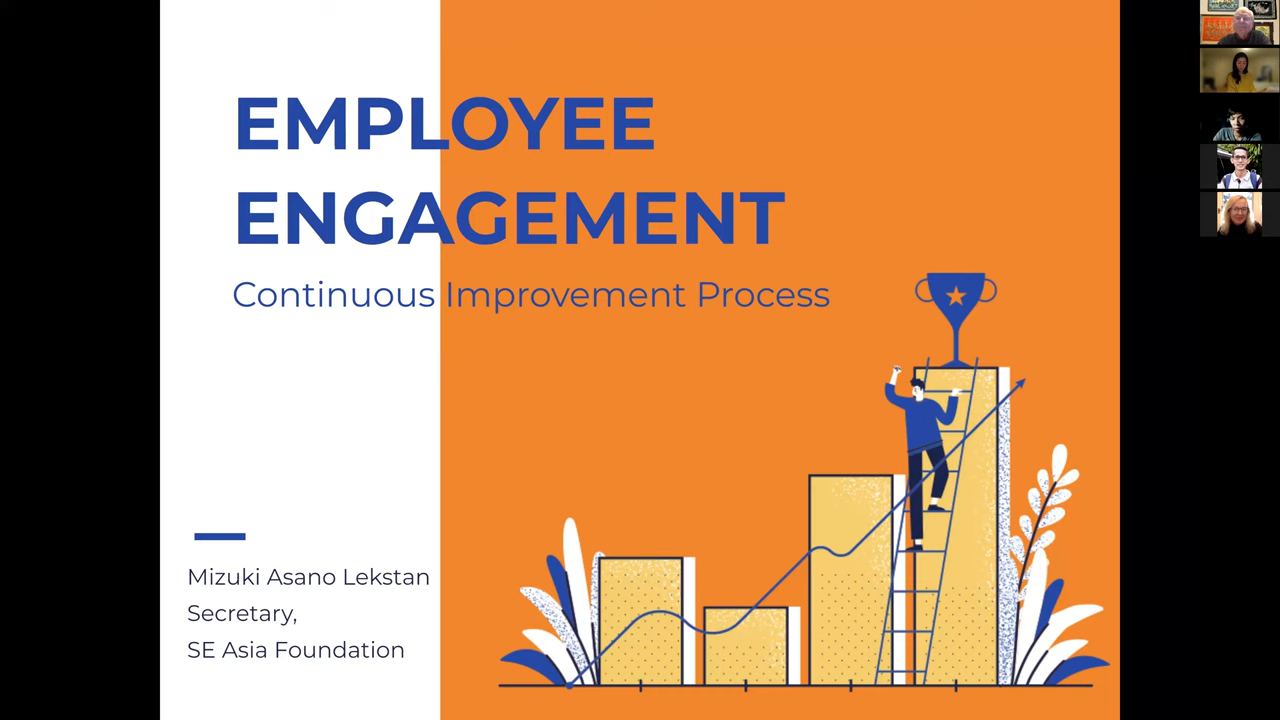 EMPLOYEE
ENGAGEMENT
Continuous Improvement Process
Mizuki Asano Lekstan
Secretary,
SE Asia Foundation